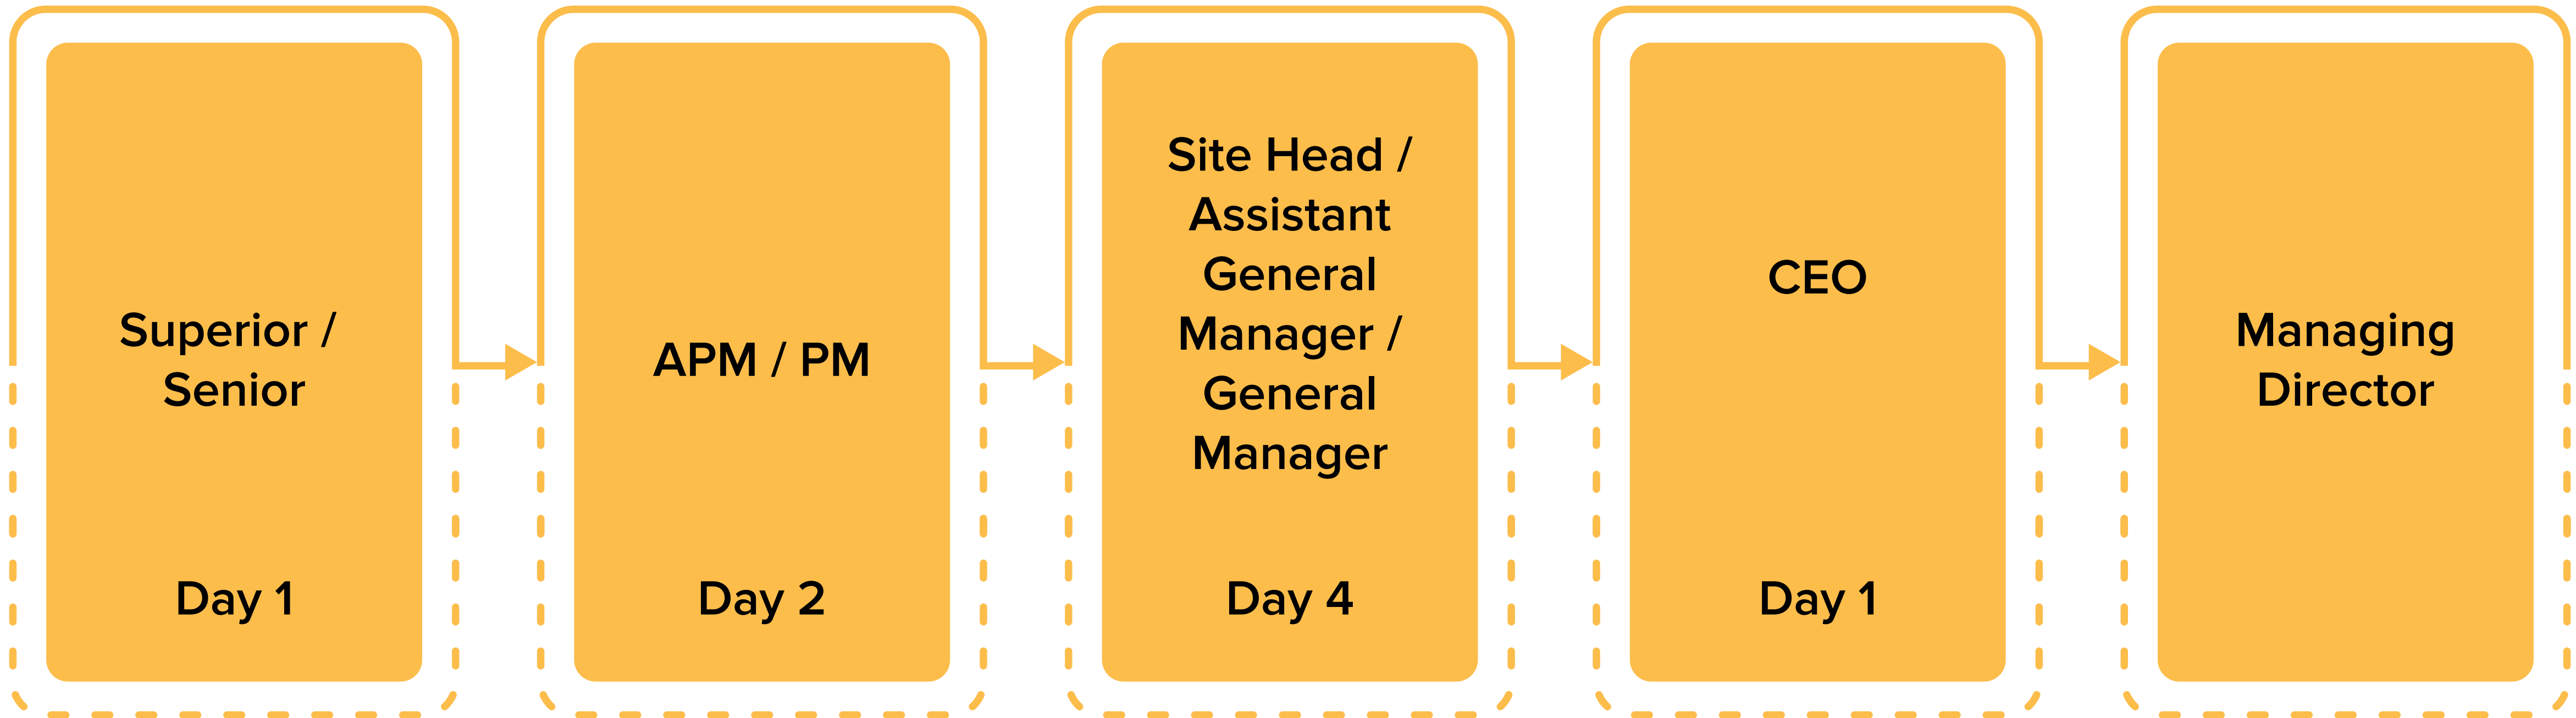 Superior /
Senior
Day 1
APM / PM
Day 2
Site Head /
Assistant
General
Manager /
General
Manager
Day 4
CEO
Day 1
Managing
Director